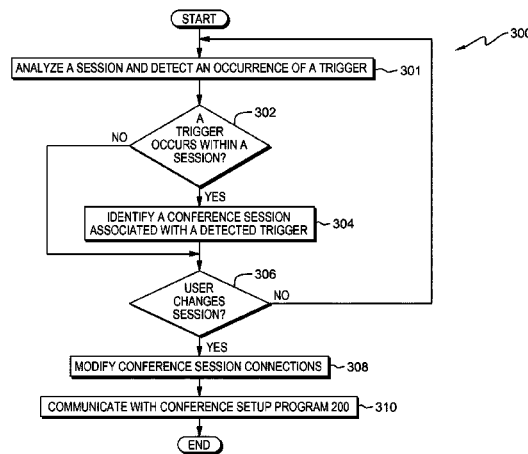 START
300
ANALYZE A SESSION AND DETECT AN OCCURRENCE OF A TRIGGER
301
302
A
TRIGGER
OCCURS WITHIN A
SESSION?
NO
YES
IDENTIFY A CONFERENCE SESSION
ASSOCIATED WITH A DETECTED TRIGGER
304
306
USER
CHANGES
SESSION?
NO
YES
MODIFY CONFERENCE SESSION CONNECTIONS
308
COMMUNICATE WITH CONFERENCE SETUP PROGRAM 200
310
END